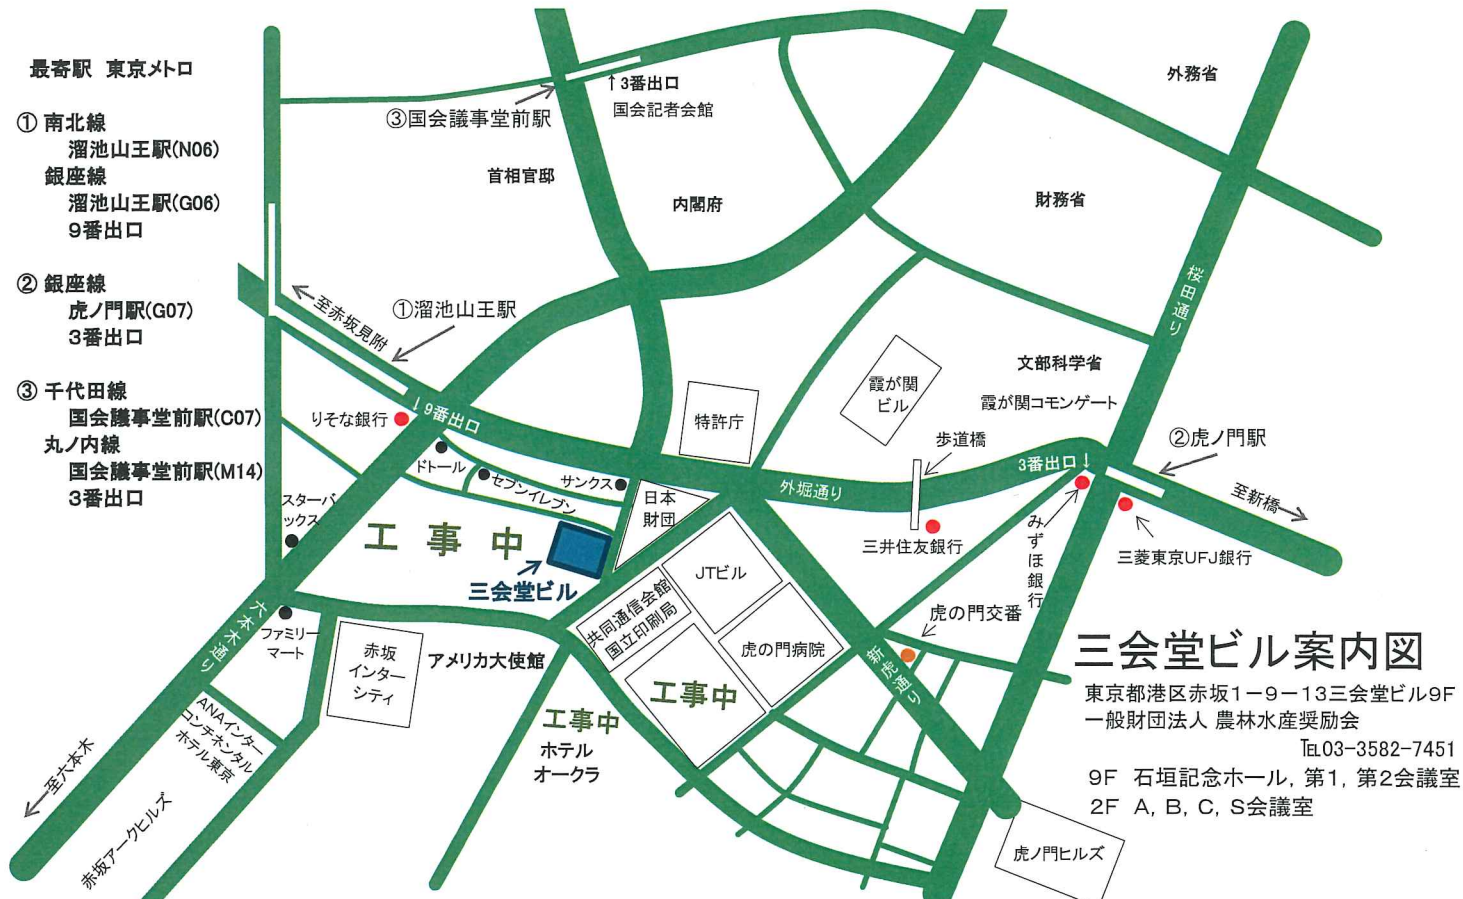 最寄駅 東京メトロ
① 南北線
溜池山王駅(N06)
銀座線
溜池山王駅(G06)
9番出口
② 銀座線
虎ノ門駅(G07)
3番出口
③ 千代田線
国会議事堂前駅(C07)
丸ノ内線
国会議事堂前駅(M14)
3番出口
↑3番出口
国会記者会館
③国会議事堂前駅
首相官邸
内閣府
外務省
財務省
桜田通り
至赤坂見附
①溜池山王駅
りそな銀行
↓9番出口
ドトール
セブンイレブン
サンクス
特許庁
霞が関
ビル
文部科学省
霞が関コモンゲート
歩道橋
3番出口↓
②虎ノ門駅
至新橋
外堀通り
日本
財団
スターバ
ックス
工事中
三会堂ビル
三井住友銀行
みずほ銀行
三菱東京UFJ銀行
JTビル
共同通信会館
国立印刷局
虎の門病院
虎の門交番
新虎通り
六本木通り
ファミリー
マート
赤坂
インター
シティ
アメリカ大使館
工事中
工事中
ホテル
オークラ
ANAインター
コンチネンタル
ホテル東京
至六本木
赤坂アークヒルズ
虎ノ門ヒルズ
三会堂ビル案内図
東京都港区赤坂1-9-13三会堂ビル9F
一般財団法人 農林水産奨励会
℡03-3582-7451
9F 石垣記念ホール, 第1, 第2会議室
2F A, B, C, S会議室